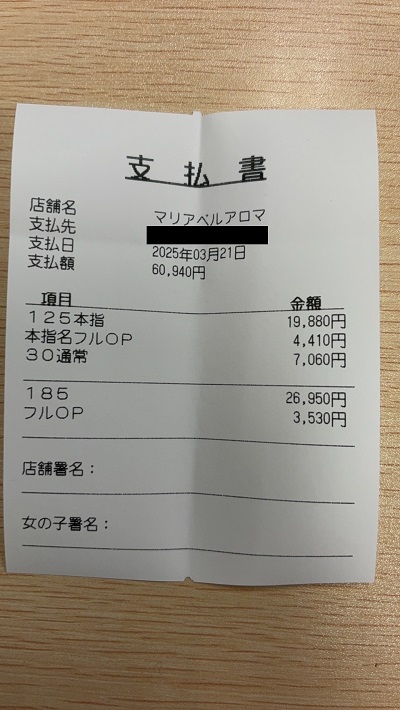 支払書
店舗名 マリアベルアロマ
支払先
支払日 2025年03月21日
支払額 60,940円
項目 金額
125本指 19,880円
本指名フルOP 4,410円
30通常 7,060円
185 26,950円
フルOP 3,530円
店舗署名：
女の子署名：